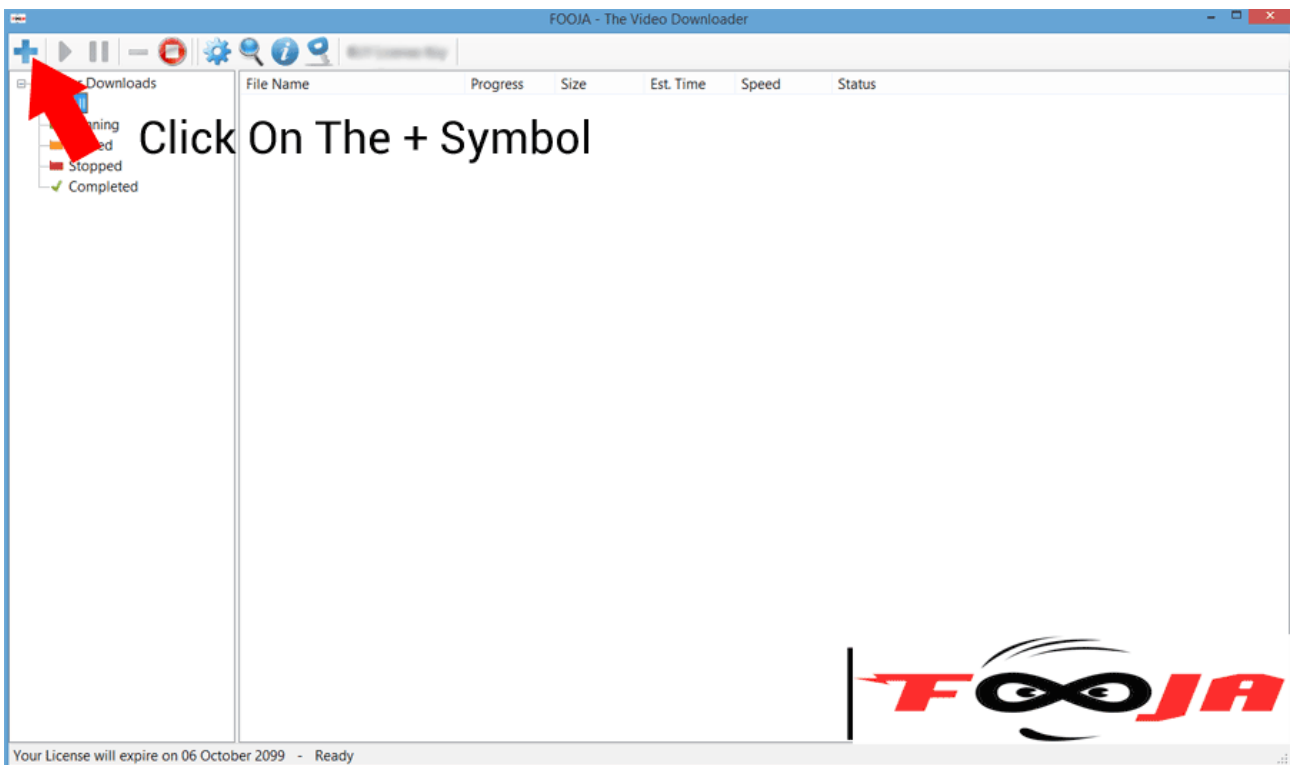 FOOJA - The Video Downloader
Downloads
File Name Progress Size Est. Time Speed Status
Click On The + Symbol
Stopped
Completed
FOOJA
Your License will expire on 06 October 2099 - Ready